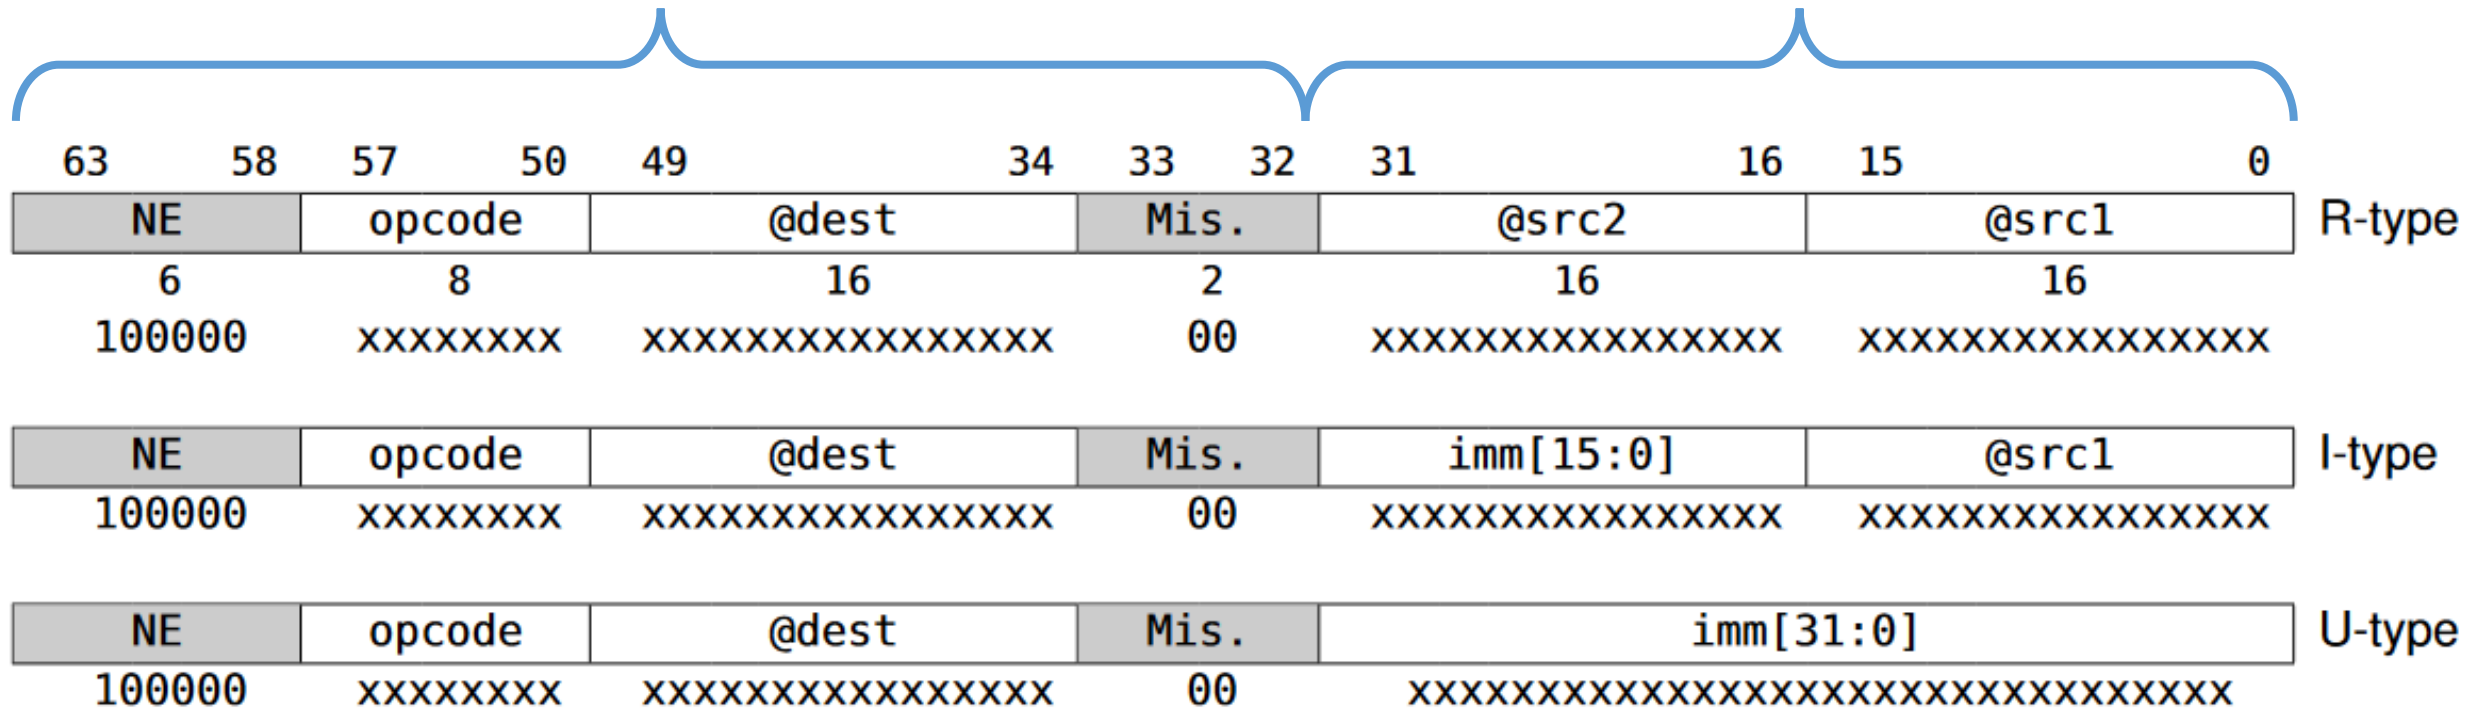 63 58 57 50 49 34 33 32 31 16 15 0
NE opcode @dest Mis. @src2 @src1 R-type
6 8 16 2 16 16
100000 xxxxxxxx xxxxxxxxxxxxxxxx 00 xxxxxxxxxxxxxxxx xxxxxxxxxxxxxxxx
NE opcode @dest Mis. imm[15:0] @src1 I-type
100000 xxxxxxxx xxxxxxxxxxxxxxxx 00 xxxxxxxxxxxxxxxx xxxxxxxxxxxxxxxx
NE opcode @dest Mis. imm[31:0] U-type
100000 xxxxxxxx xxxxxxxxxxxxxxxx 00 xxxxxxxxxxxxxxxxxxxxxxxxxxxxxxxx